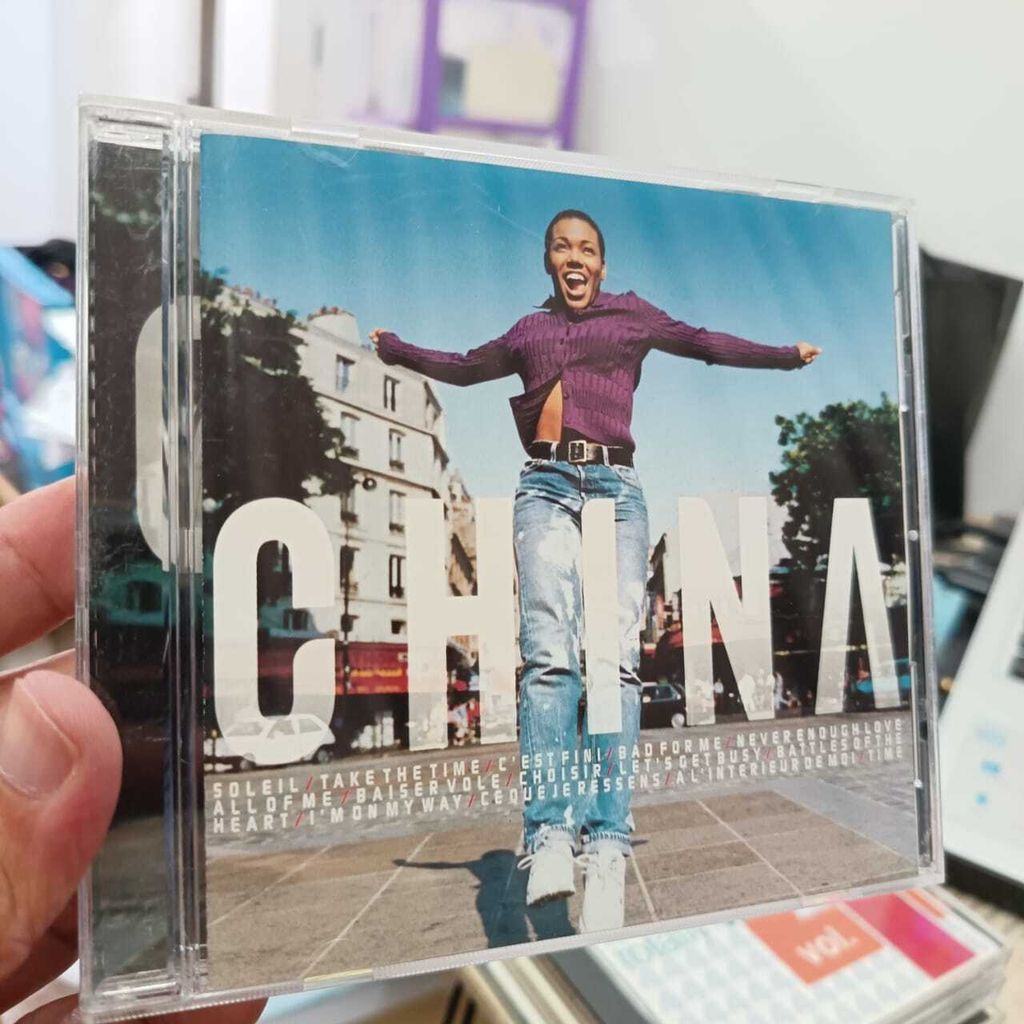 CHINA
SOLEIL / TAKE THE TIME / C'EST FINI / BAD FOR ME / NEVER ENOUGH LOVE
ALL OF ME / BAISER VOLE / CHOISIR / LET'S GET BUSY / BATTLES OF THE
HEART / I'M ON MY WAY / CE QUE JE RESSENS / A L'INTERIEUR DE MOI / TIME
vol.